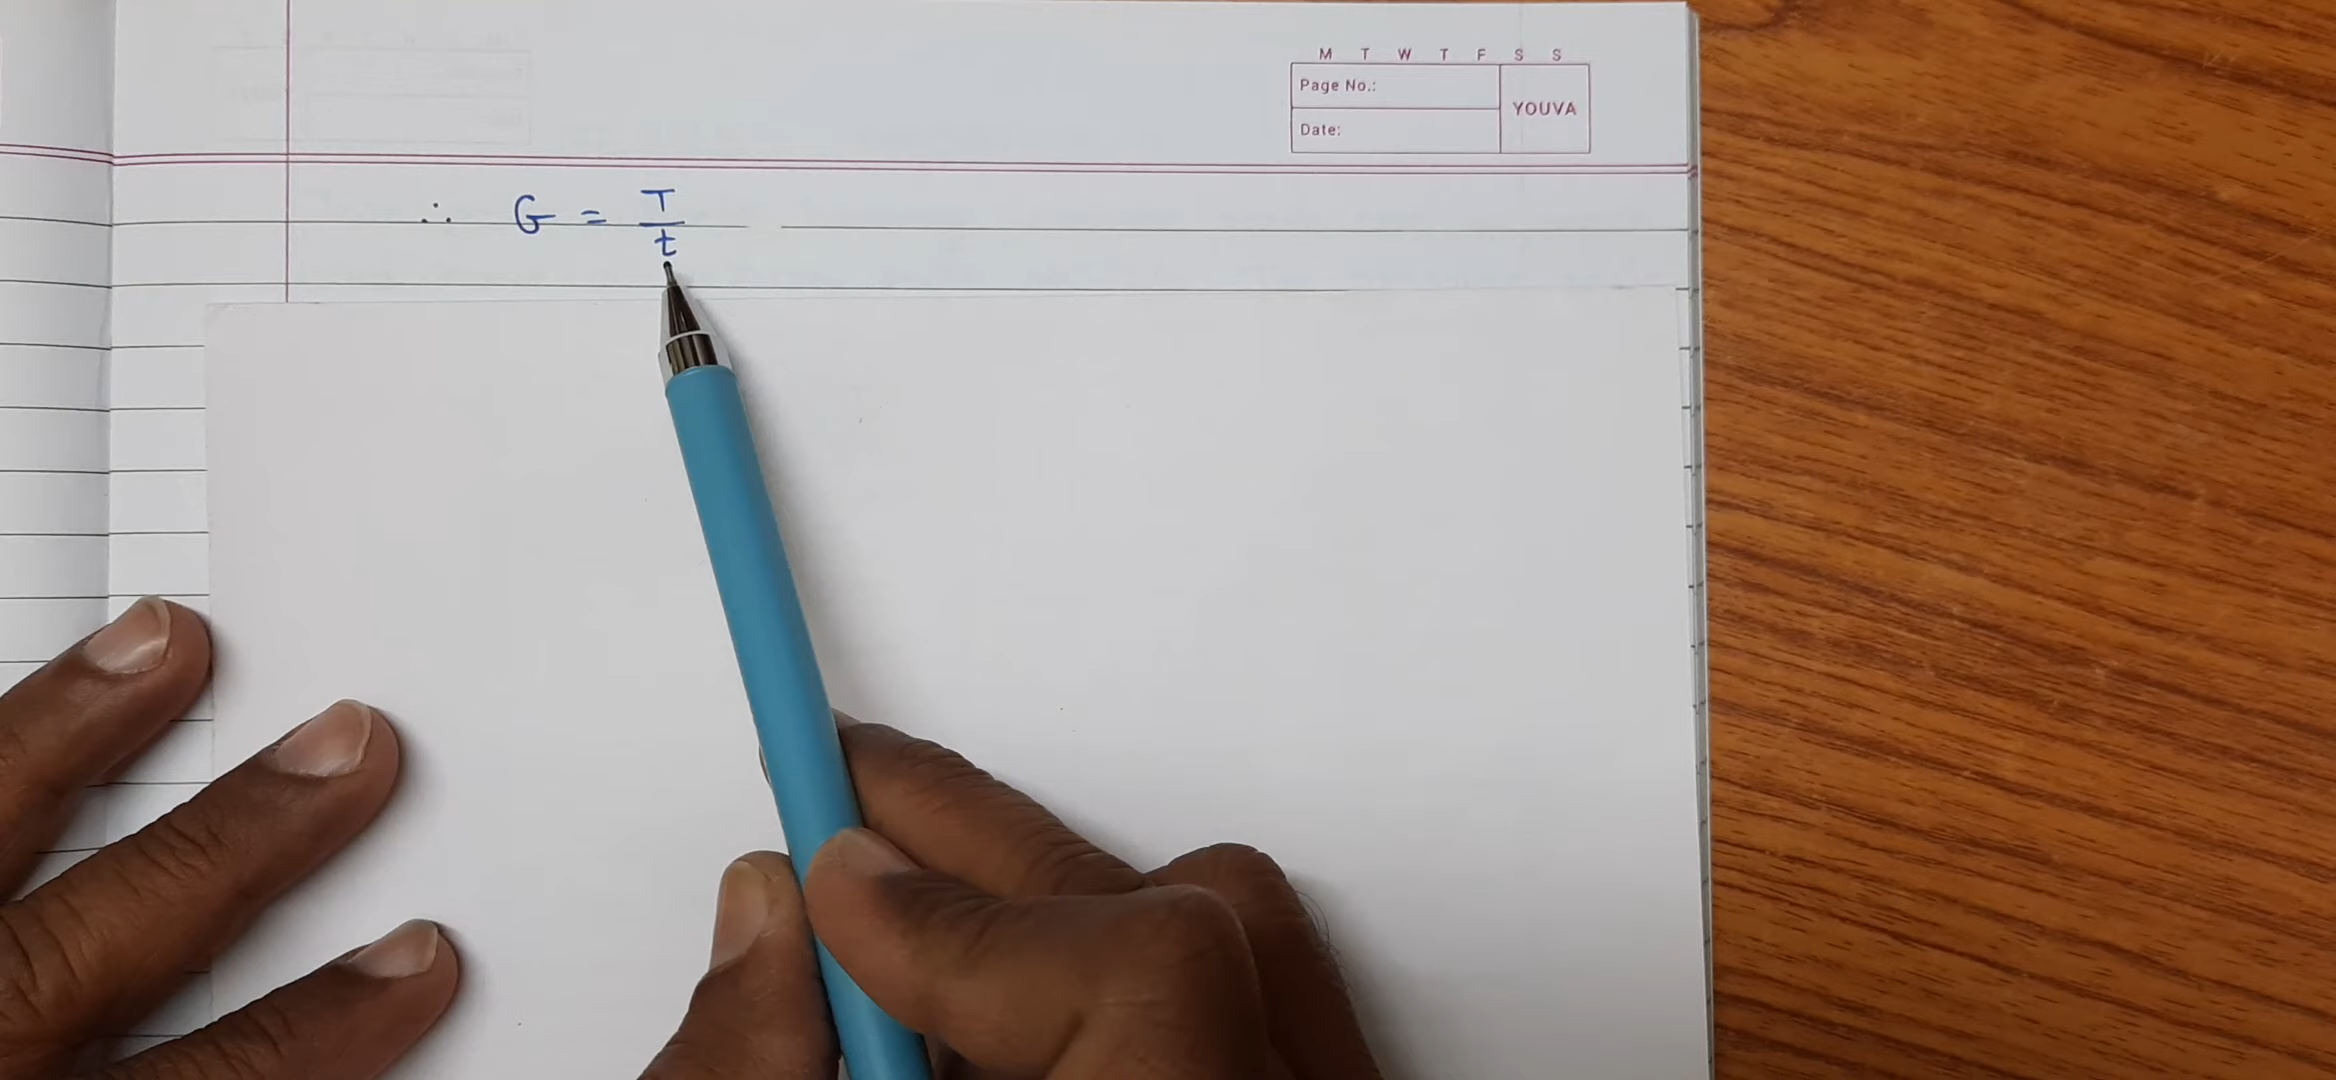 M T W T F S S
Page No.:
YOUVA
Date:
∴ G = T/t